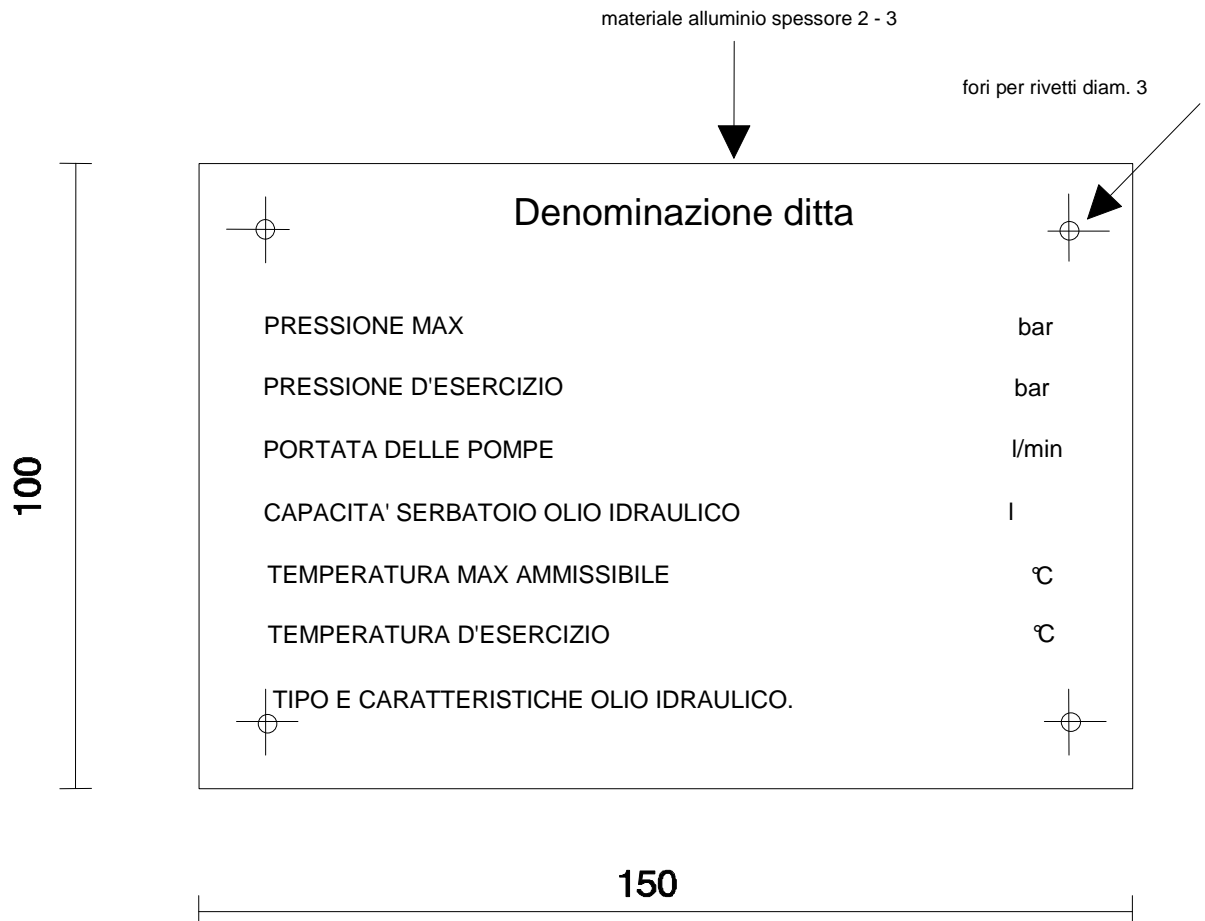 materiale alluminio spessore 2 - 3
fori per rivetti diam. 3
Denominazione ditta
PRESSIONE MAX bar
PRESSIONE D'ESERCIZIO bar
PORTATA DELLE POMPE l/min
CAPACITA' SERBATOIO OLIO IDRAULICO l
TEMPERATURA MAX AMMISSIBILE °C
TEMPERATURA D'ESERCIZIO °C
TIPO E CARATTERISTICHE OLIO IDRAULICO.
100
150